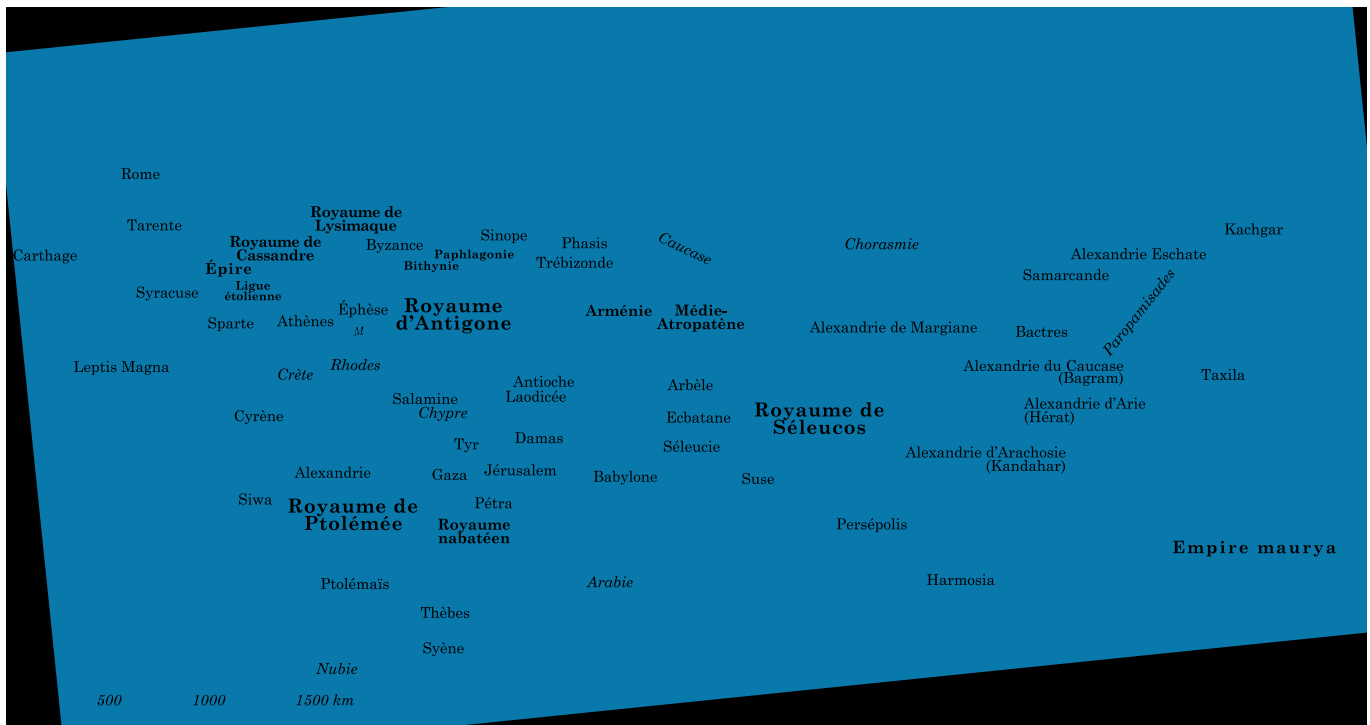 Rome
Royaume de
Lysimaque
Tarente
Kachgar
Sinope
Royaume de
Cassandre
Byzance
Phasis
Caucase
Chorasmie
Carthage
Paphlagonie
Alexandrie Eschate
Trébizonde
Bithynie
Épire
Samarcande
Ligue
étolienne
Syracuse
Royaume
d'Antigone
Éphèse
Arménie
Médie-
Atropatène
Paropamisades
Sparte
Athènes
M
Alexandrie de Margiane
Bactres
Leptis Magna
Rhodes
Crète
Alexandrie du Caucase
(Bagram)
Taxila
Antioche
Arbèle
Laodicée
Salamine
Chypre
Royaume de
Séleucos
Alexandrie d'Arie
(Hérat)
Cyrène
Ecbatane
Tyr
Damas
Séleucie
Alexandrie d'Arachosie
(Kandahar)
Alexandrie
Gaza
Jérusalem
Babylone
Suse
Siwa
Royaume de
Ptolémée
Pétra
Royaume
nabatéen
Persépolis
Empire maurya
Ptolémaïs
Arabie
Harmosia
Thèbes
Syène
Nubie
500 1000 1500 km